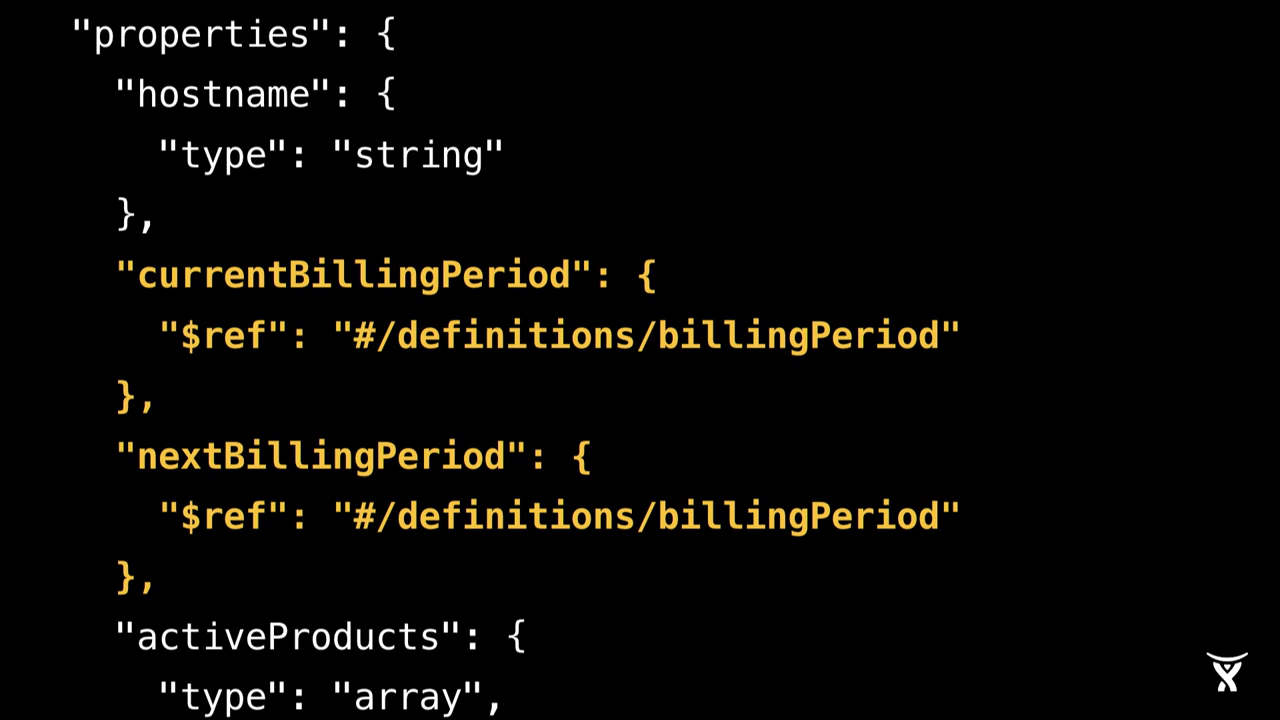 "properties": {
"hostname": {
"type": "string"
},
"currentBillingPeriod": {
"$ref": "#/definitions/billingPeriod"
},
"nextBillingPeriod": {
"$ref": "#/definitions/billingPeriod"
},
"activeProducts": {
"type": "array",